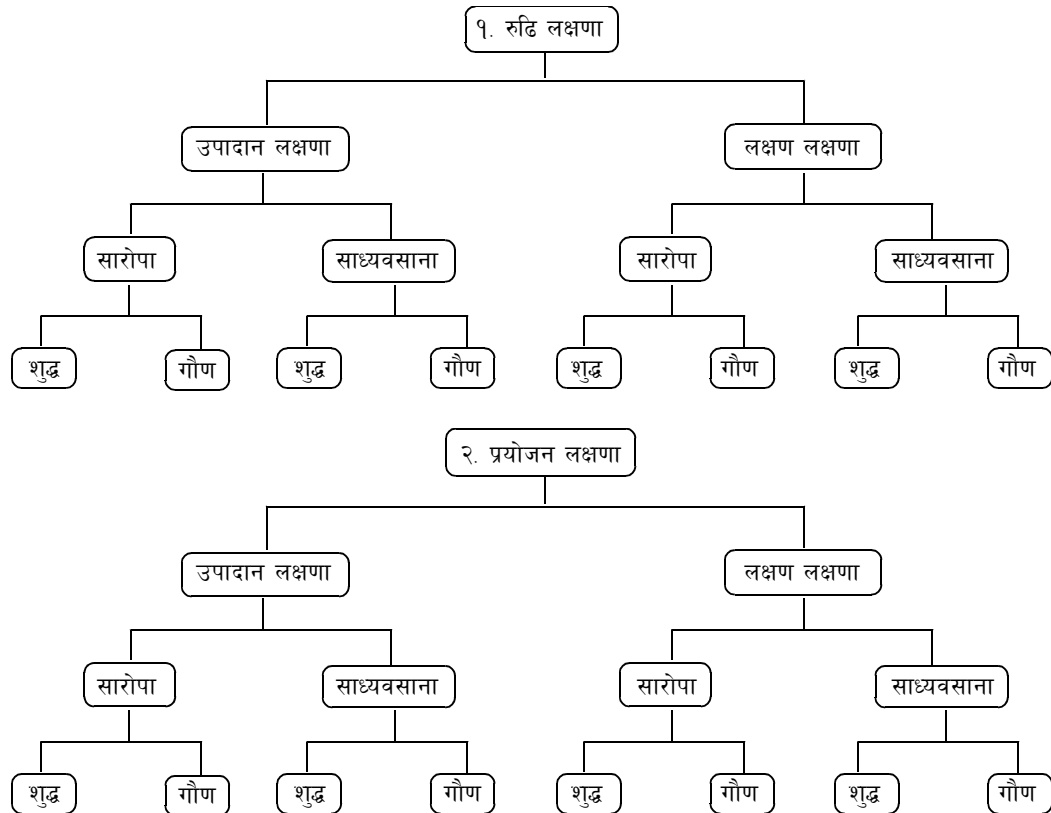 १. रुढि लक्षणा
उपादान लक्षणा लक्षण लक्षणा
सारोपा साध्यवसाना सारोपा साध्यवसाना
शुद्ध गौण शुद्ध गौण शुद्ध गौण शुद्ध गौण
२. प्रयोजन लक्षणा
उपादान लक्षणा लक्षण लक्षणा
सारोपा साध्यवसाना सारोपा साध्यवसाना
शुद्ध गौण शुद्ध गौण शुद्ध गौण शुद्ध गौण